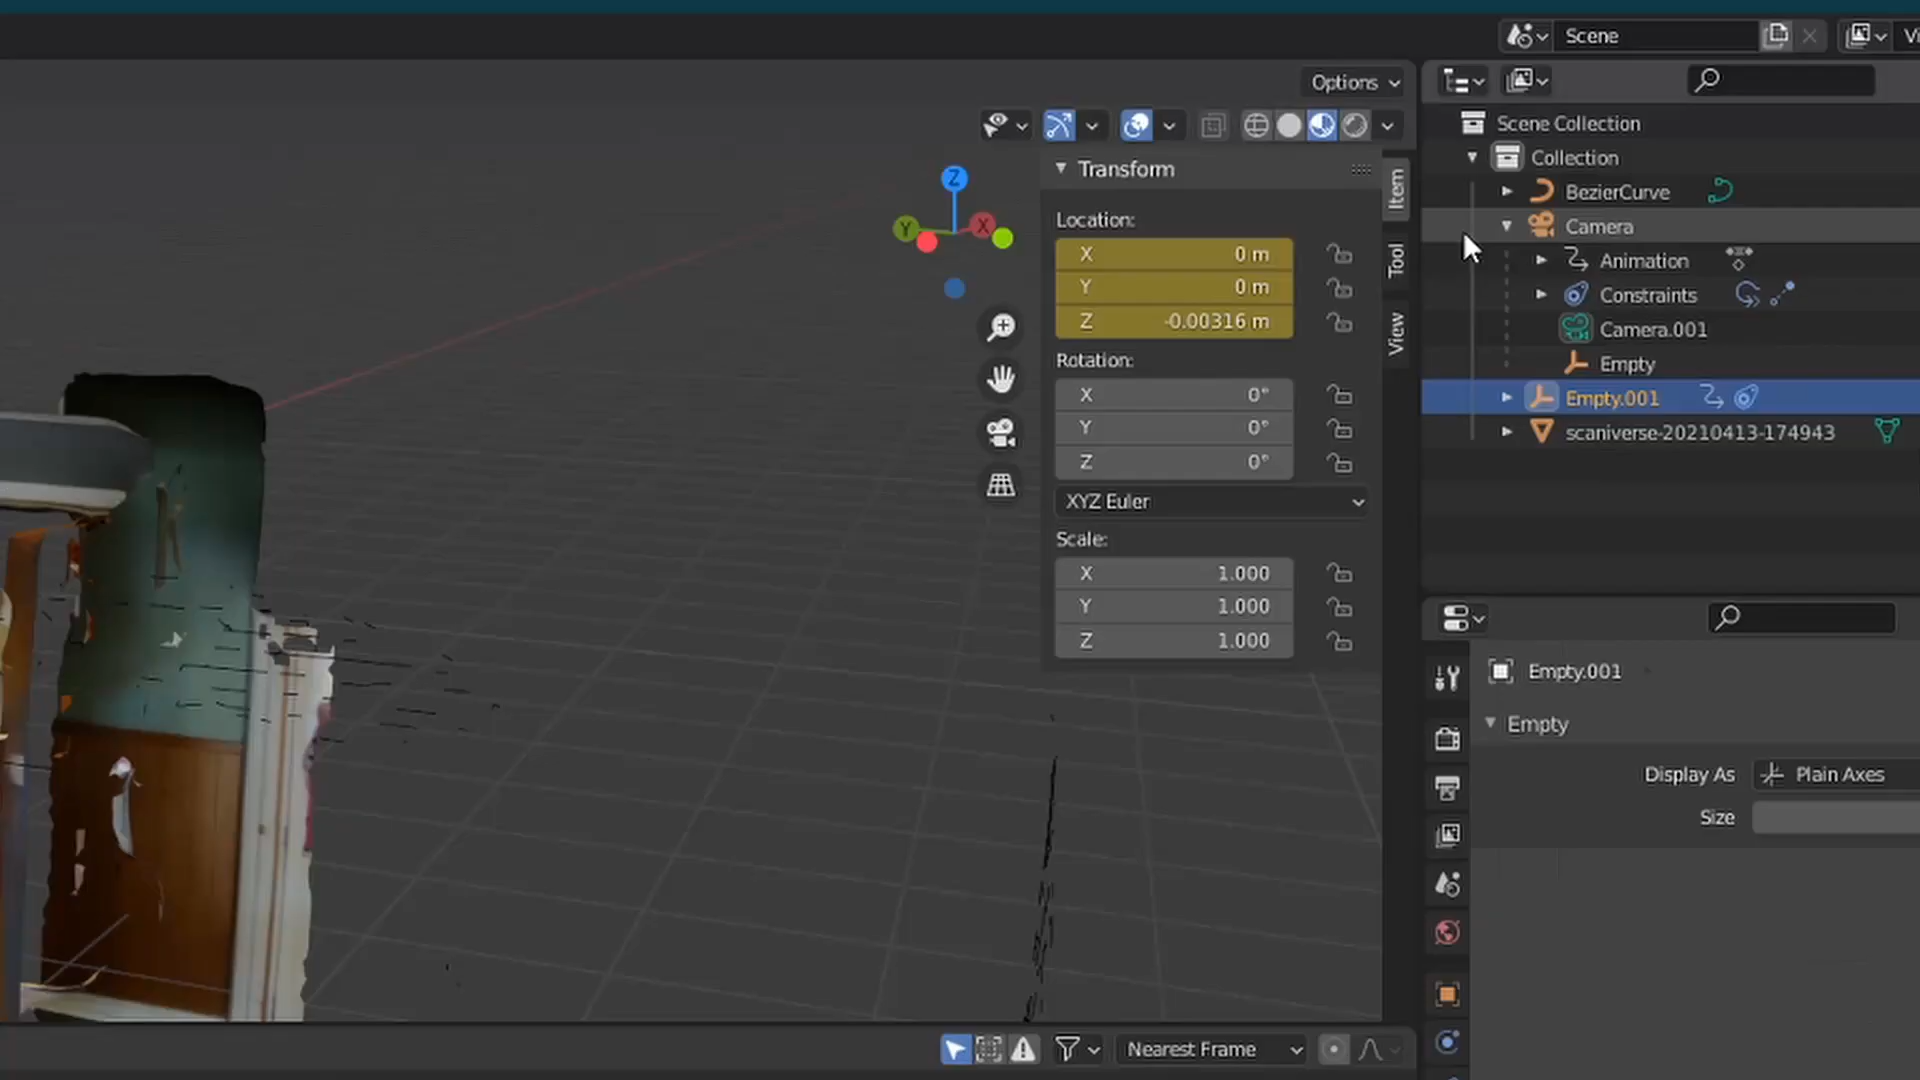 Scene
Vi
Options
Scene Collection
Transform
Item
Collection
Z
BezierCurve
Location:
Y
X
Camera
X 0 m
Tool
Animation
Y 0 m
Constraints
Z -0.00316 m
View
Camera.001
Rotation:
Empty
X 0°
Empty.001
Y 0°
scaniverse-20210413-174943
Z 0°
XYZ Euler
Scale:
X 1.000
Y 1.000
Z 1.000
Empty.001
Empty
Display As Plain Axes
Size
Nearest Frame